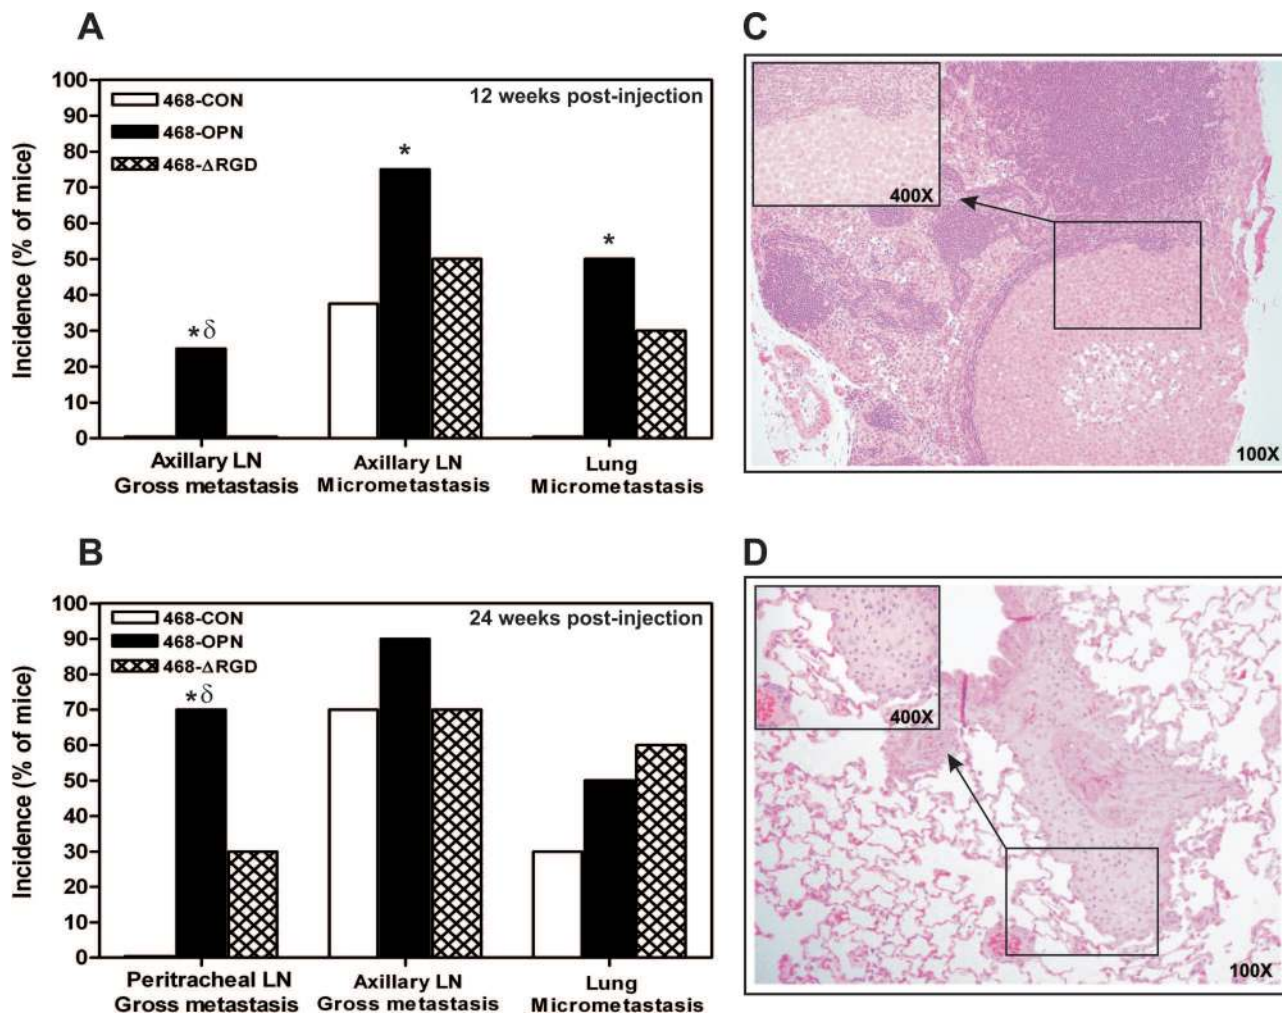 A
100
90
80
70
60
50
40
30
20
10
0
Incidence (% of mice)
468-CON
468-OPN
468-ΔRGD
12 weeks post-injection
*δ
*
*
Axillary LN
Gross metastasis
Axillary LN
Micrometastasis
Lung
Micrometastasis
C
400X
100X
B
100
90
80
70
60
50
40
30
20
10
0
Incidence (% of mice)
468-CON
468-OPN
468-ΔRGD
24 weeks post-injection
*δ
Peritracheal LN
Gross metastasis
Axillary LN
Gross metastasis
Lung
Micrometastasis
D
400X
100X